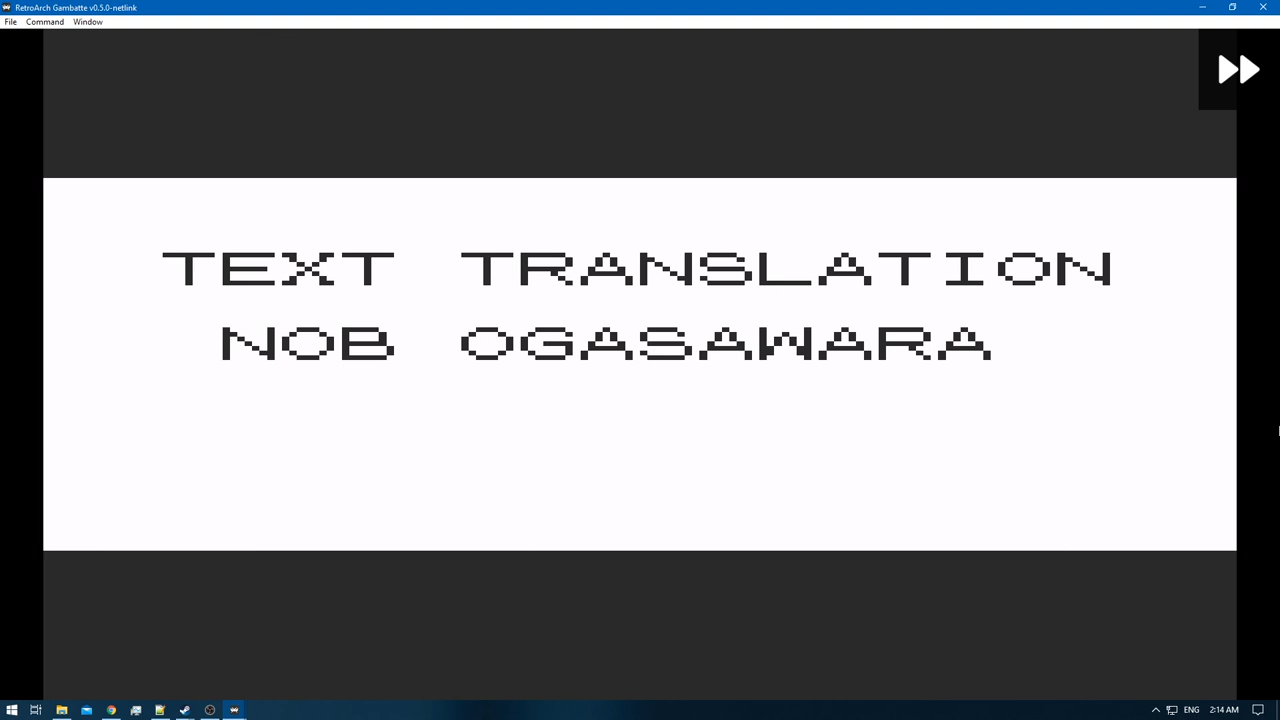 RetroArch Gambatte v0.5.0-netlink
File Command Window
TEXT TRANSLATION
NOB OGASAWARA
ENG 2:14 AM